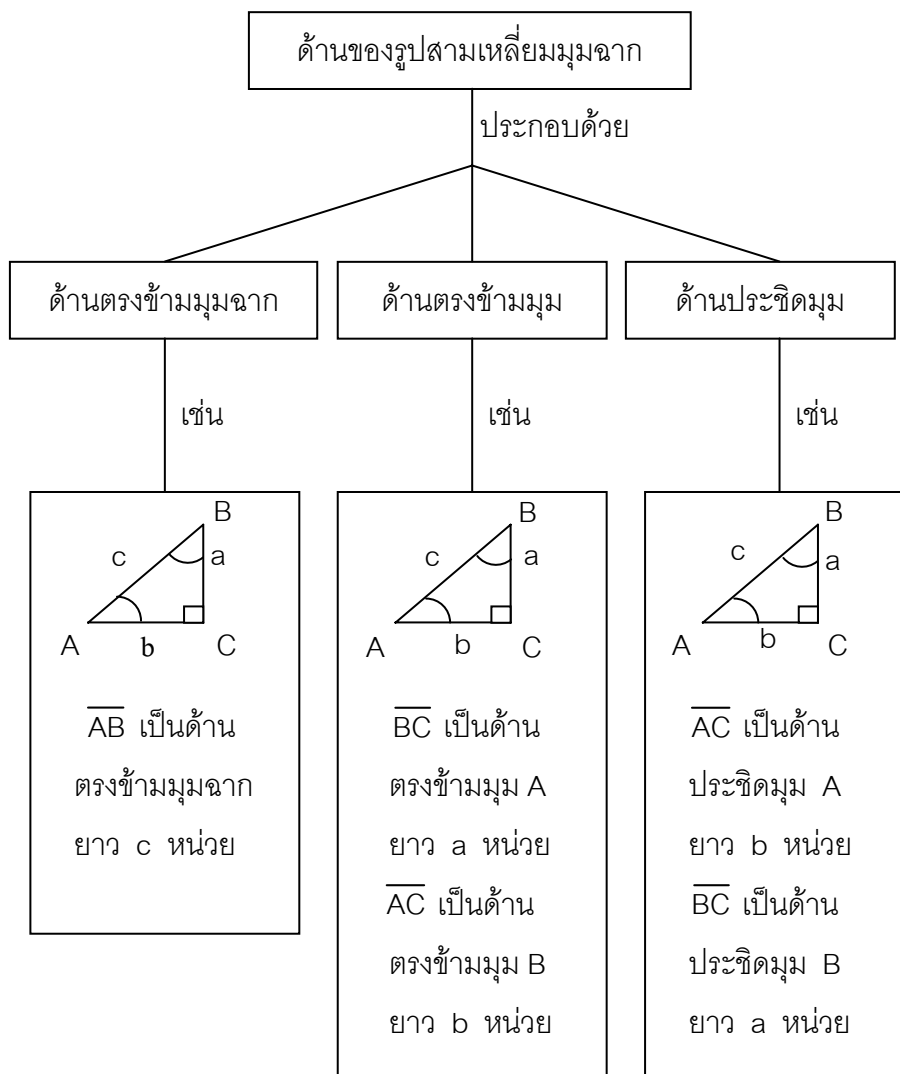 ด้านของรูปสามเหลี่ยมมุมฉาก
ประกอบด้วย
ด้านตรงข้ามมุมฉาก
ด้านตรงข้ามมุม
ด้านประชิดมุม
เช่น
เช่น
เช่น
B
c
a
A
b
C
AB เป็นด้าน
ตรงข้ามมุมฉาก
ยาว c หน่วย
B
c
a
A
b
C
BC เป็นด้าน
ตรงข้ามมุม A
ยาว a หน่วย
AC เป็นด้าน
ตรงข้ามมุม B
ยาว b หน่วย
B
c
a
A
b
C
AC เป็นด้าน
ประชิดมุม A
ยาว b หน่วย
BC เป็นด้าน
ประชิดมุม B
ยาว a หน่วย